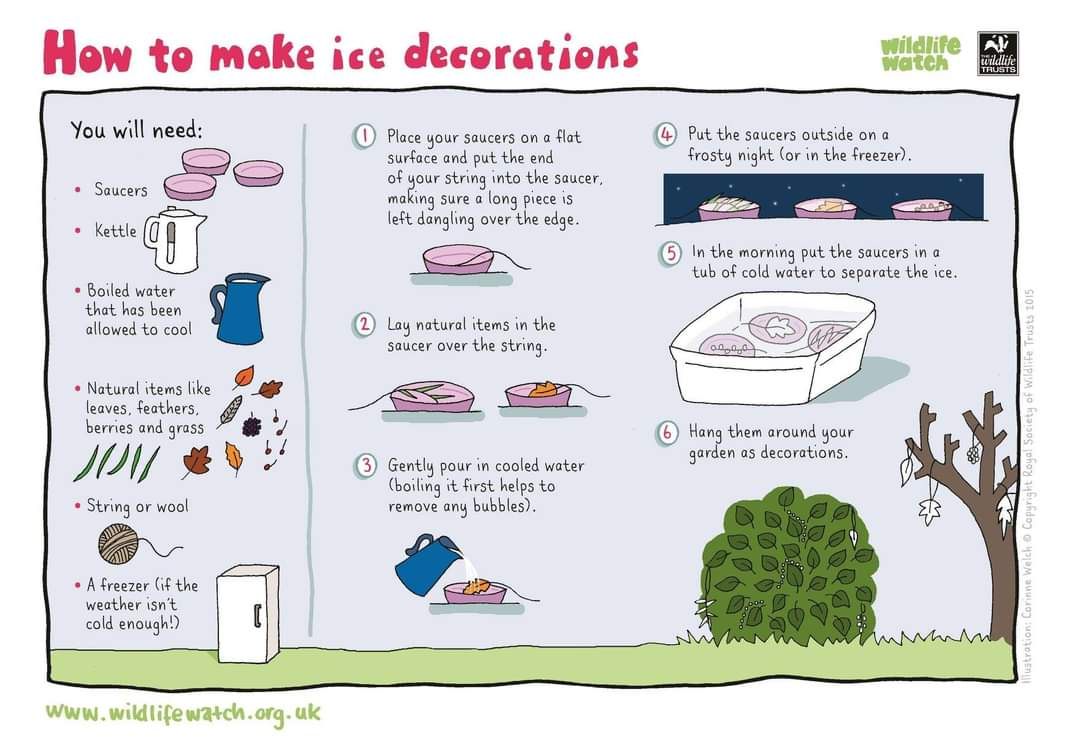 How to make ice decorations
wildlife
watch
THE
wildlife
TRUSTS
You will need:
• Saucers
• Kettle
• Boiled water
that has been
allowed to cool
• Natural items like
leaves, feathers,
berries and grass
• String or wool
• A freezer (if the
weather isn't
cold enough!)
1 Place your saucers on a flat
surface and put the end
of your string into the saucer,
making sure a long piece is
left dangling over the edge.
2 Lay natural items in the
saucer over the string.
3 Gently pour in cooled water
(boiling it first helps to
remove any bubbles).
4 Put the saucers outside on a
frosty night (or in the freezer).
5 In the morning put the saucers in a
tub of cold water to separate the ice.
6 Hang them around your
garden as decorations.
Illustration: Corinne Welch © Copyright Royal Society of Wildlife Trusts 2015
www.wildlifewatch.org.uk